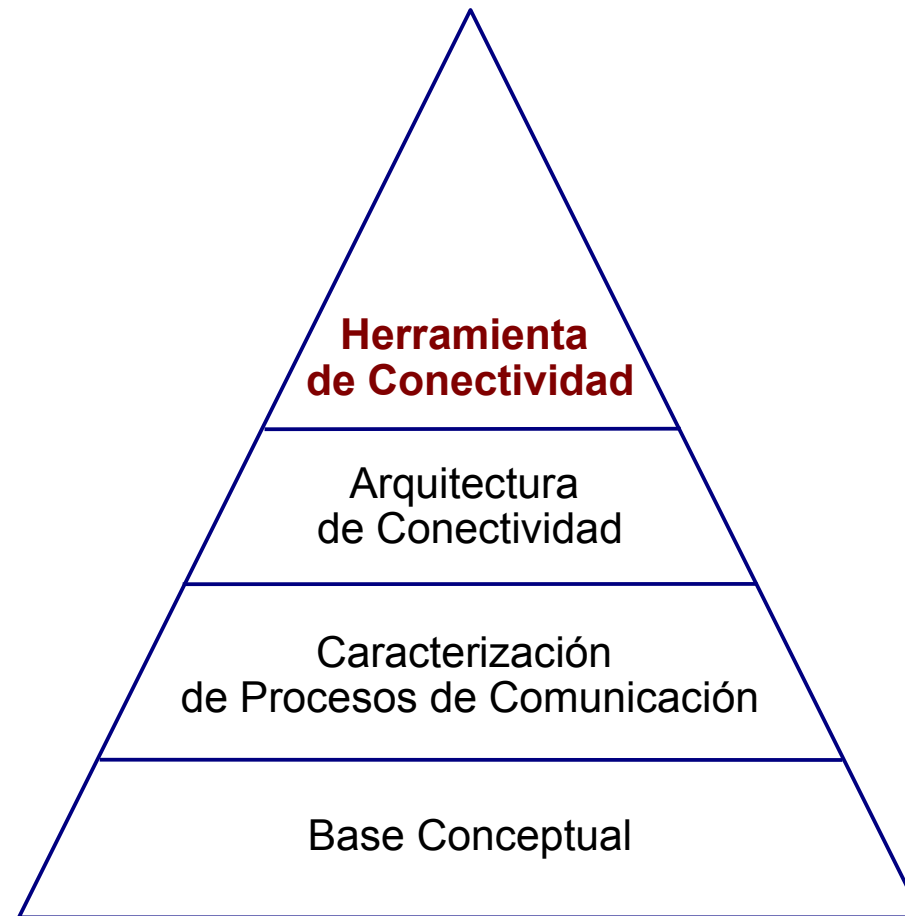 Herramienta
de Conectividad
Arquitectura
de Conectividad
Caracterización
de Procesos de Comunicación
Base Conceptual